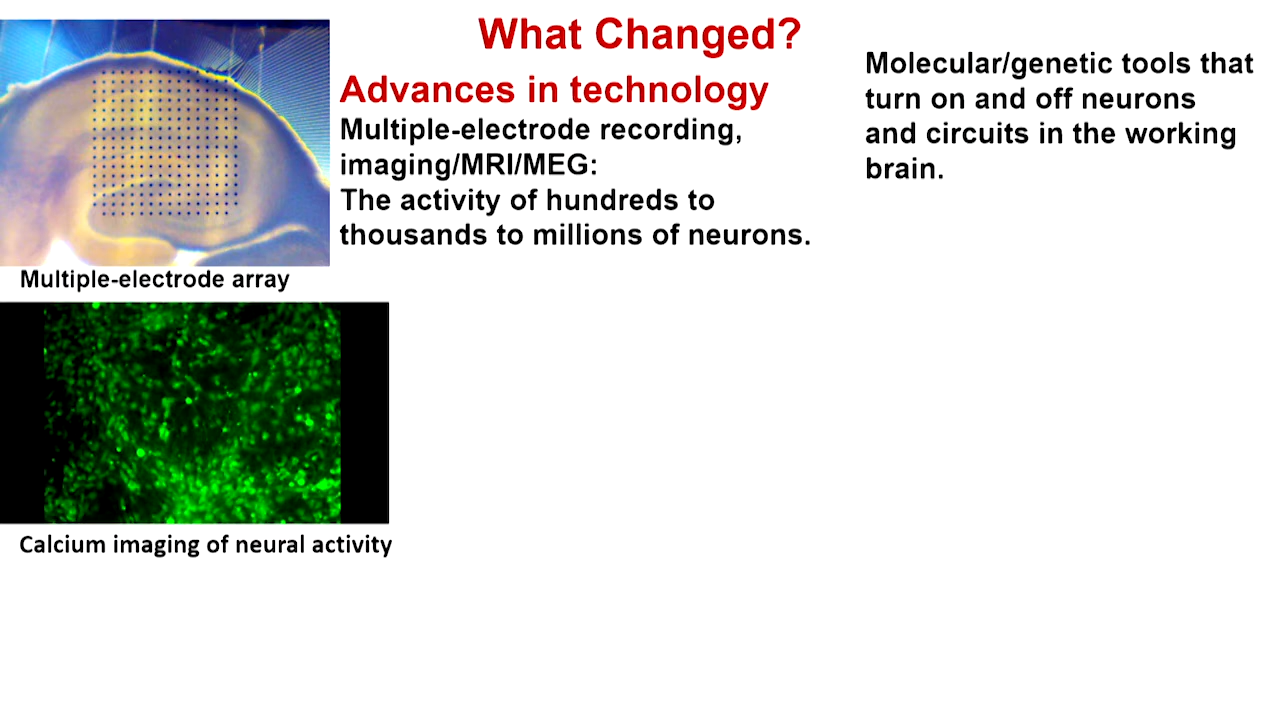 What Changed?
Advances in technology
Multiple-electrode recording,
imaging/MRI/MEG:
The activity of hundreds to
thousands to millions of neurons.
Molecular/genetic tools that
turn on and off neurons
and circuits in the working
brain.
Multiple-electrode array
Calcium imaging of neural activity